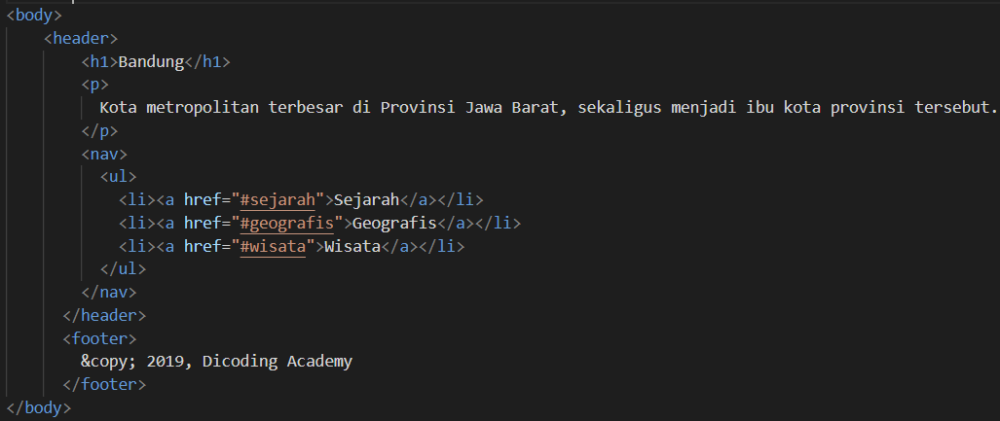 <body>
<header>
<h1>Bandung</h1>
<p>
Kota metropolitan terbesar di Provinsi Jawa Barat, sekaligus menjadi ibu kota provinsi tersebut.
</p>
<nav>
<ul>
<li><a href="#sejarah">Sejarah</a></li>
<li><a href="#geografis">Geografis</a></li>
<li><a href="#wisata">Wisata</a></li>
</ul>
</nav>
</header>
<footer>
&copy; 2019, Dicoding Academy
</footer>
</body>